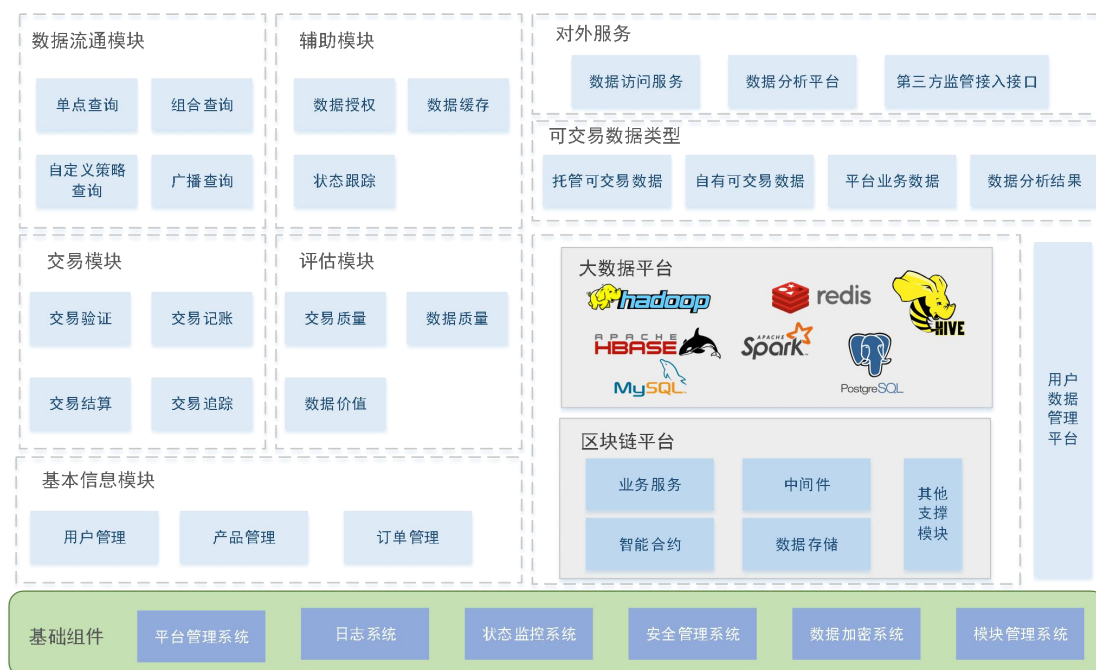 数据流通模块
单点查询
组合查询
自定义策略
查询
广播查询
辅助模块
数据授权
数据缓存
状态跟踪
对外服务
数据访问服务
数据分析平台
第三方监管接入接口
可交易数据类型
托管可交易数据
自有可交易数据
平台业务数据
数据分析结果
交易模块
交易验证
交易记账
交易结算
交易追踪
评估模块
交易质量
数据质量
数据价值
大数据平台
hadoop
redis
HIVE
APACHE
HBASE
APACHE
Spark
MySQL
PostgreSQL
区块链平台
业务服务
中间件
智能合约
数据存储
其他
支撑
模块
用户
数据
管理
平台
基本信息模块
用户管理
产品管理
订单管理
基础组件
平台管理系统
日志系统
状态监控系统
安全管理系统
数据加密系统
模块管理系统